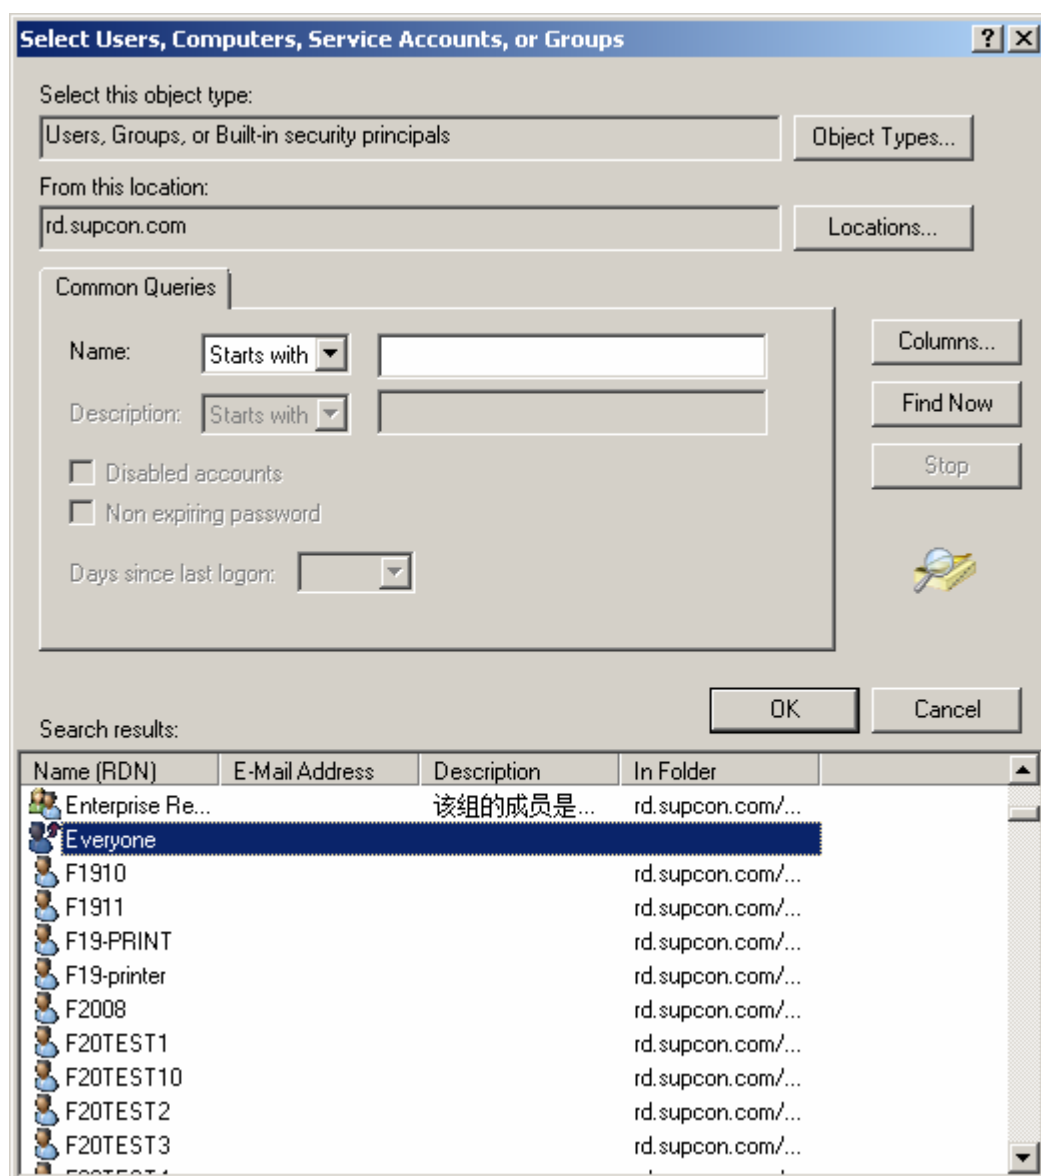 Select Users, Computers, Service Accounts, or Groups
Select this object type:
Users, Groups, or Built-in security principals
Object Types...
From this location:
rd.supcon.com
Locations...
Common Queries
Name:
Starts with
Columns...
Description:
Starts with
Find Now
Disabled accounts
Stop
Non expiring password
Days since last logon:
OK
Cancel
Search results:
Name (RDN) E-Mail Address Description In Folder
Enterprise Re... 该组的成员是... rd.supcon.com/...
Everyone
F1910 rd.supcon.com/...
F1911 rd.supcon.com/...
F19-PRINT rd.supcon.com/...
F19-printer rd.supcon.com/...
F2008 rd.supcon.com/...
F20TEST1 rd.supcon.com/...
F20TEST10 rd.supcon.com/...
F20TEST2 rd.supcon.com/...
F20TEST3 rd.supcon.com/...